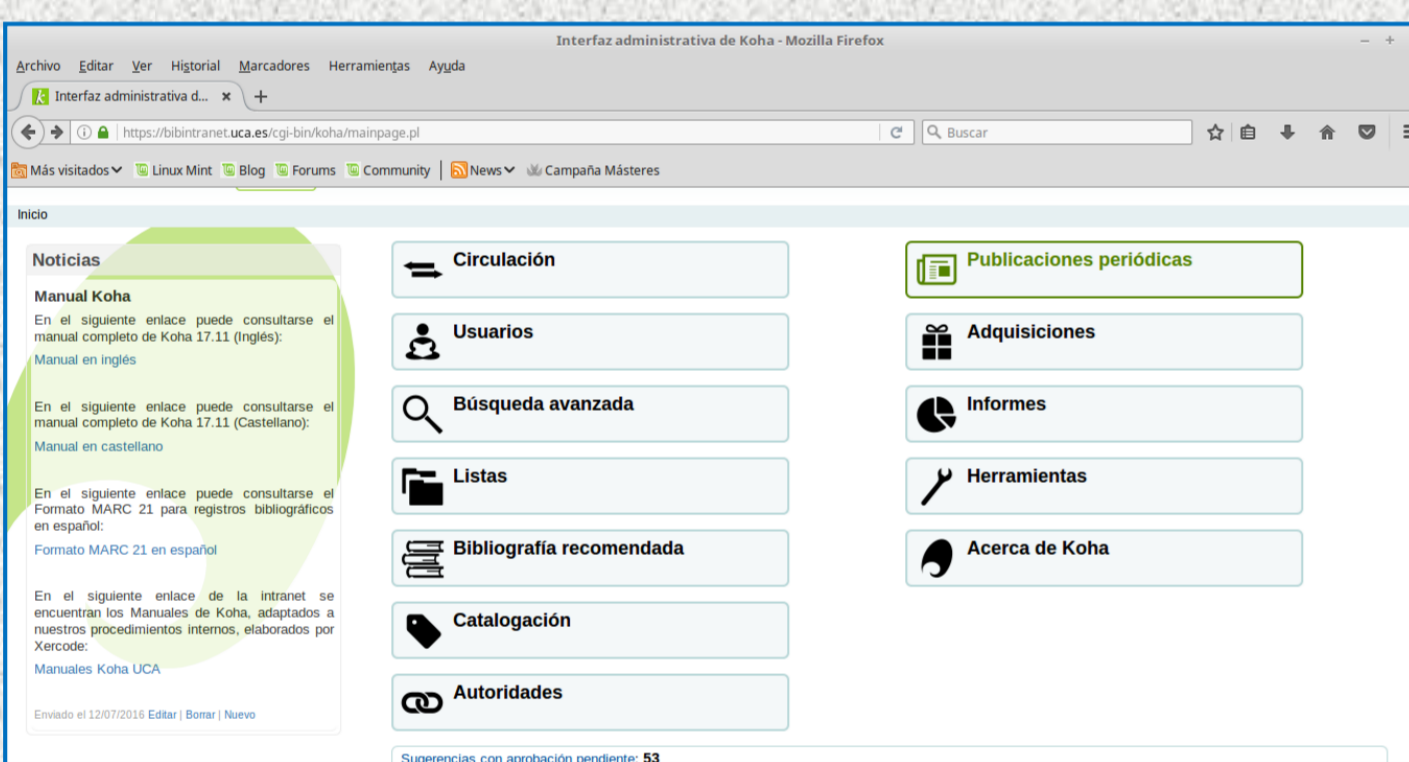 Interfaz administrativa de Koha - Mozilla Firefox
Archivo Editar Ver Historial Marcadores Herramientas Ayuda
Interfaz administrativa d...
https://bibintranet.uca.es/cgi-bin/koha/mainpage.pl
Buscar
Más visitados Linux Mint Blog Forums Community News Campaña Másteres
Inicio
Noticias
Manual Koha
En el siguiente enlace puede consultarse el
manual completo de Koha 17.11 (Inglés):
Manual en inglés
En el siguiente enlace puede consultarse el
manual completo de Koha 17.11 (Castellano):
Manual en castellano
En el siguiente enlace puede consultarse el
Formato MARC 21 para registros bibliográficos
en español:
Formato MARC 21 en español
En el siguiente enlace de la intranet se
encuentran los Manuales de Koha, adaptados a
nuestros procedimientos internos, elaborados por
Xercode:
Manuales Koha UCA
Enviado el 12/07/2016 Editar | Borrar | Nuevo
Circulación
Usuarios
Búsqueda avanzada
Listas
Bibliografía recomendada
Catalogación
Autoridades
Publicaciones periódicas
Adquisiciones
Informes
Herramientas
Acerca de Koha
Sugerencias con aprobación pendiente: 53